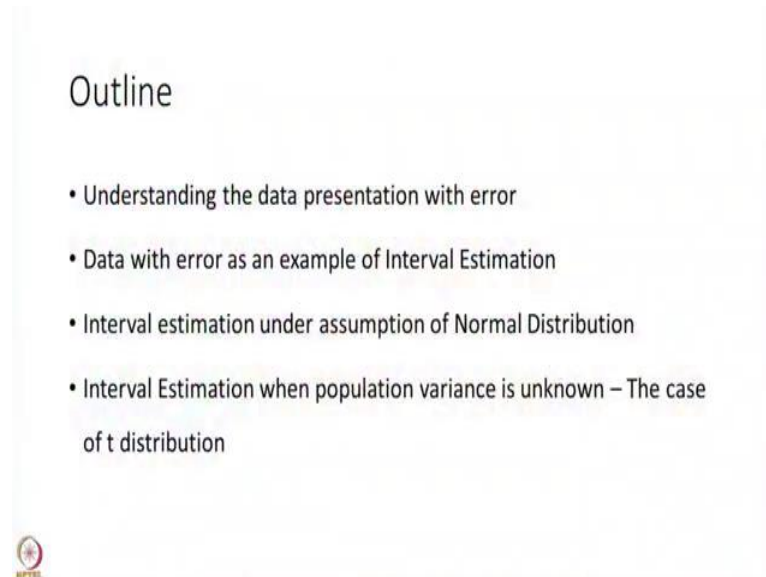 Outline
• Understanding the data presentation with error
• Data with error as an example of Interval Estimation
• Interval estimation under assumption of Normal Distribution
• Interval Estimation when population variance is unknown – The case
of t distribution
NPTEL